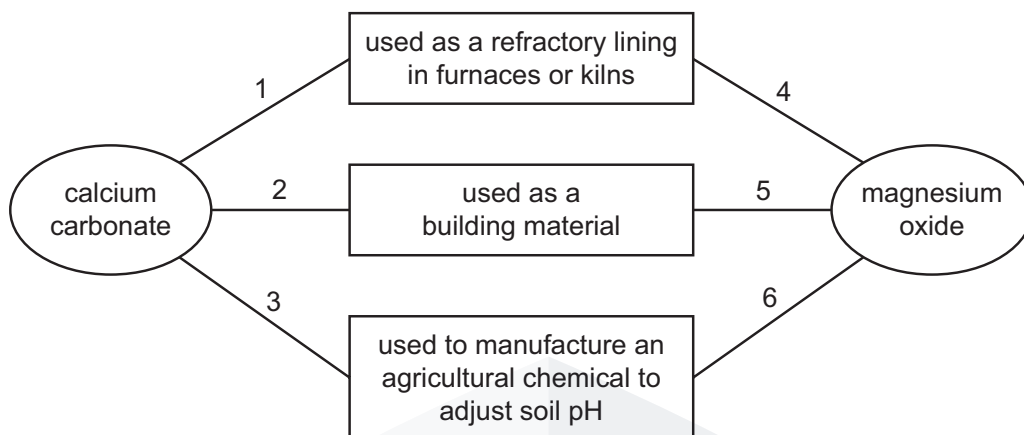 used as a refractory lining
in furnaces or kilns
1
4
calcium
carbonate
2
used as a
building material
5
magnesium
oxide
3
6
used to manufacture an
agricultural chemical to
adjust soil pH